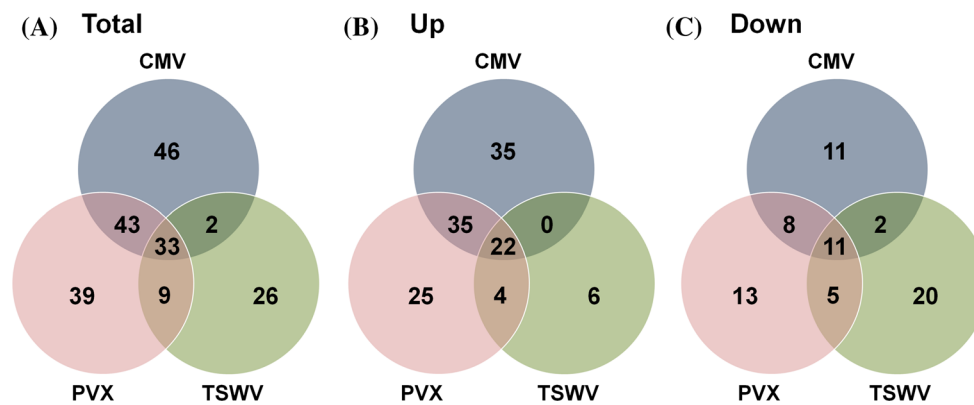 (A) Total (B) Up (C) Down
CMV CMV CMV
46 35 11
43 2 35 0 8 2
33 22 11
39 9 26 25 4 6 13 5 20
PVX TSWV PVX TSWV PVX TSWV